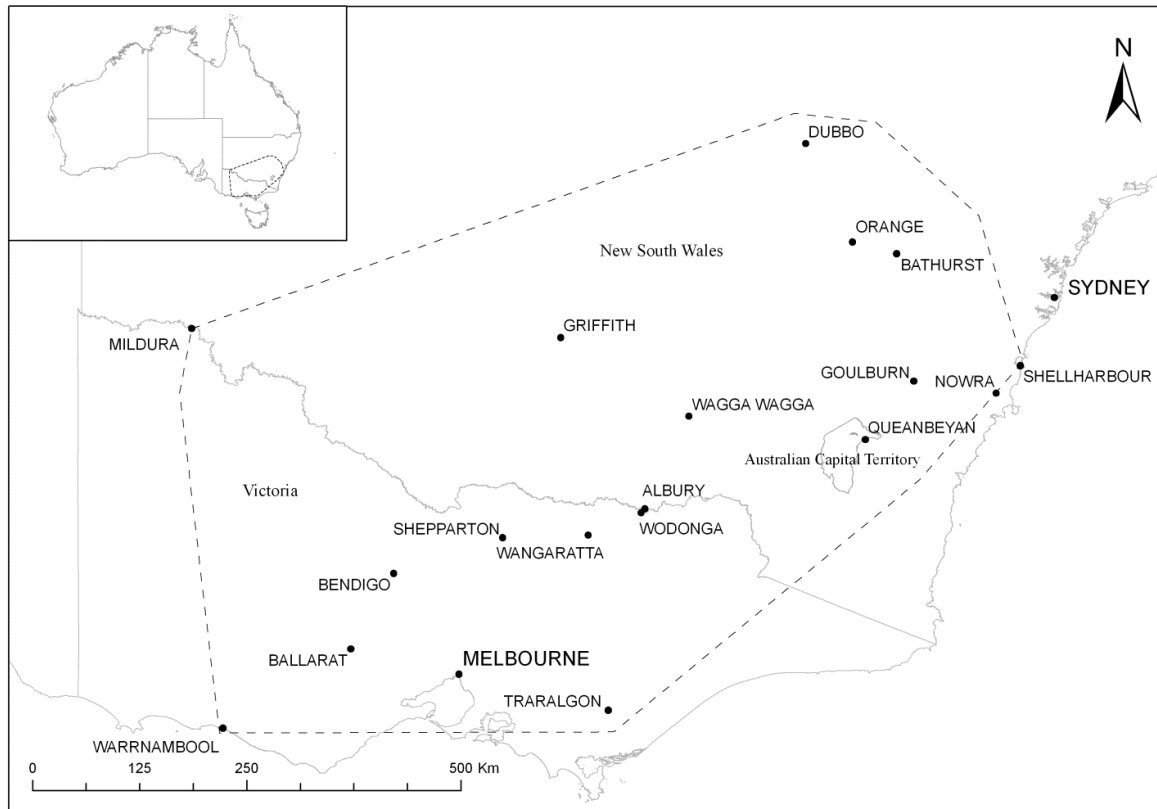 N
DUBBO
ORANGE
New South Wales
BATHURST
SYDNEY
GRIFFITH
MILDURA
GOULBURN
NOWRA
SHELLHARBOUR
WAGGA WAGGA
QUEANBEYAN
Australian Capital Territory
Victoria
ALBURY
SHEPPARTON
WODONGA
WANGARATTA
BENDIGO
BALLARAT
MELBOURNE
TRARALGON
WARRNAMBOOL
0 125 250 500 Km